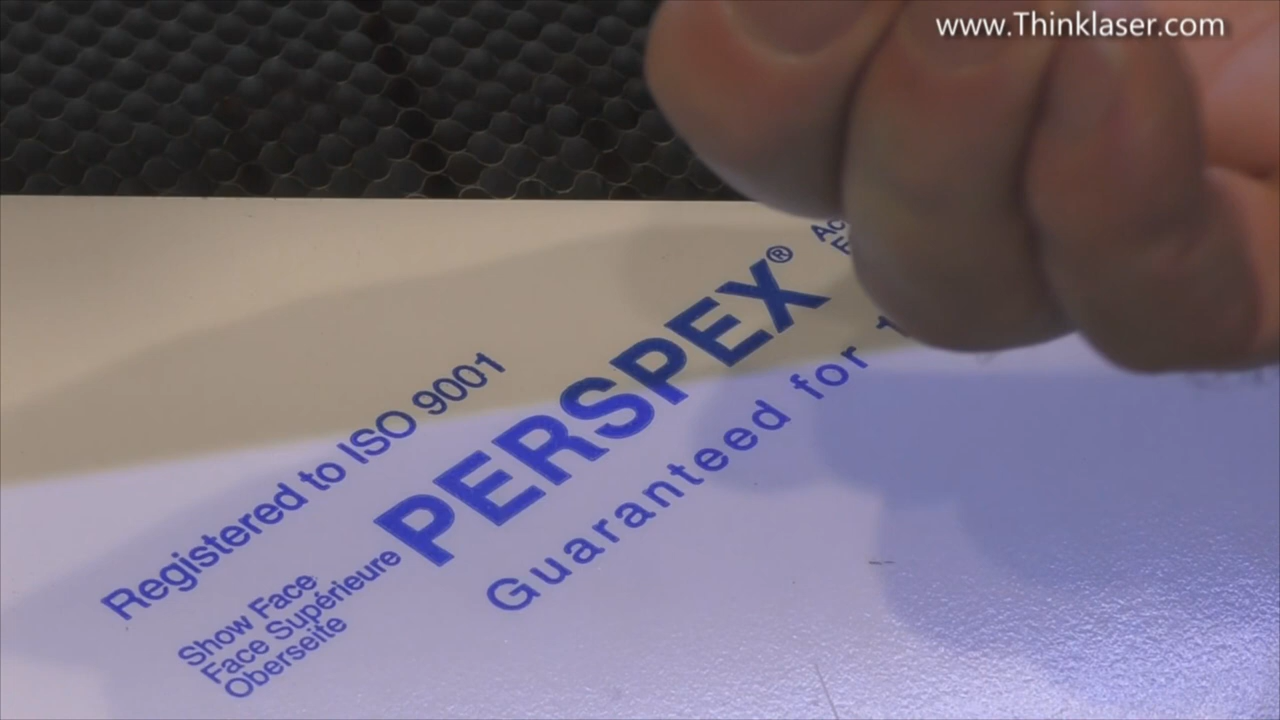 www.Thinklaser.com
Registered to ISO 9001
PERSPEX®
Guaranteed for
Show Face
Face Supérieure
Oberseite